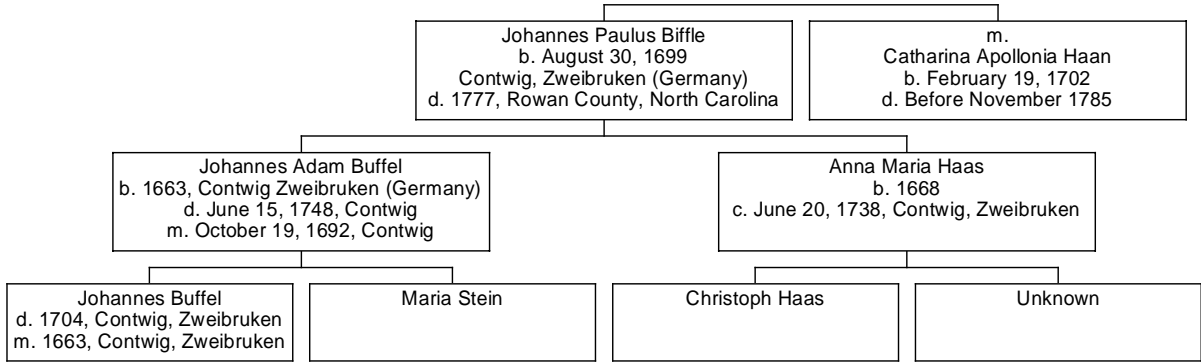 Johannes Paulus Biffle
b. August 30, 1699
Contwig, Zweibruken (Germany)
d. 1777, Rowan County, North Carolina
m.
Catharina Apollonia Haan
b. February 19, 1702
d. Before November 1785
Johannes Adam Buffel
b. 1663, Contwig Zweibruken (Germany)
d. June 15, 1748, Contwig
m. October 19, 1692, Contwig
Anna Maria Haas
b. 1668
c. June 20, 1738, Contwig, Zweibruken
Johannes Buffel
d. 1704, Contwig, Zweibruken
m. 1663, Contwig, Zweibruken
Maria Stein
Christoph Haas
Unknown